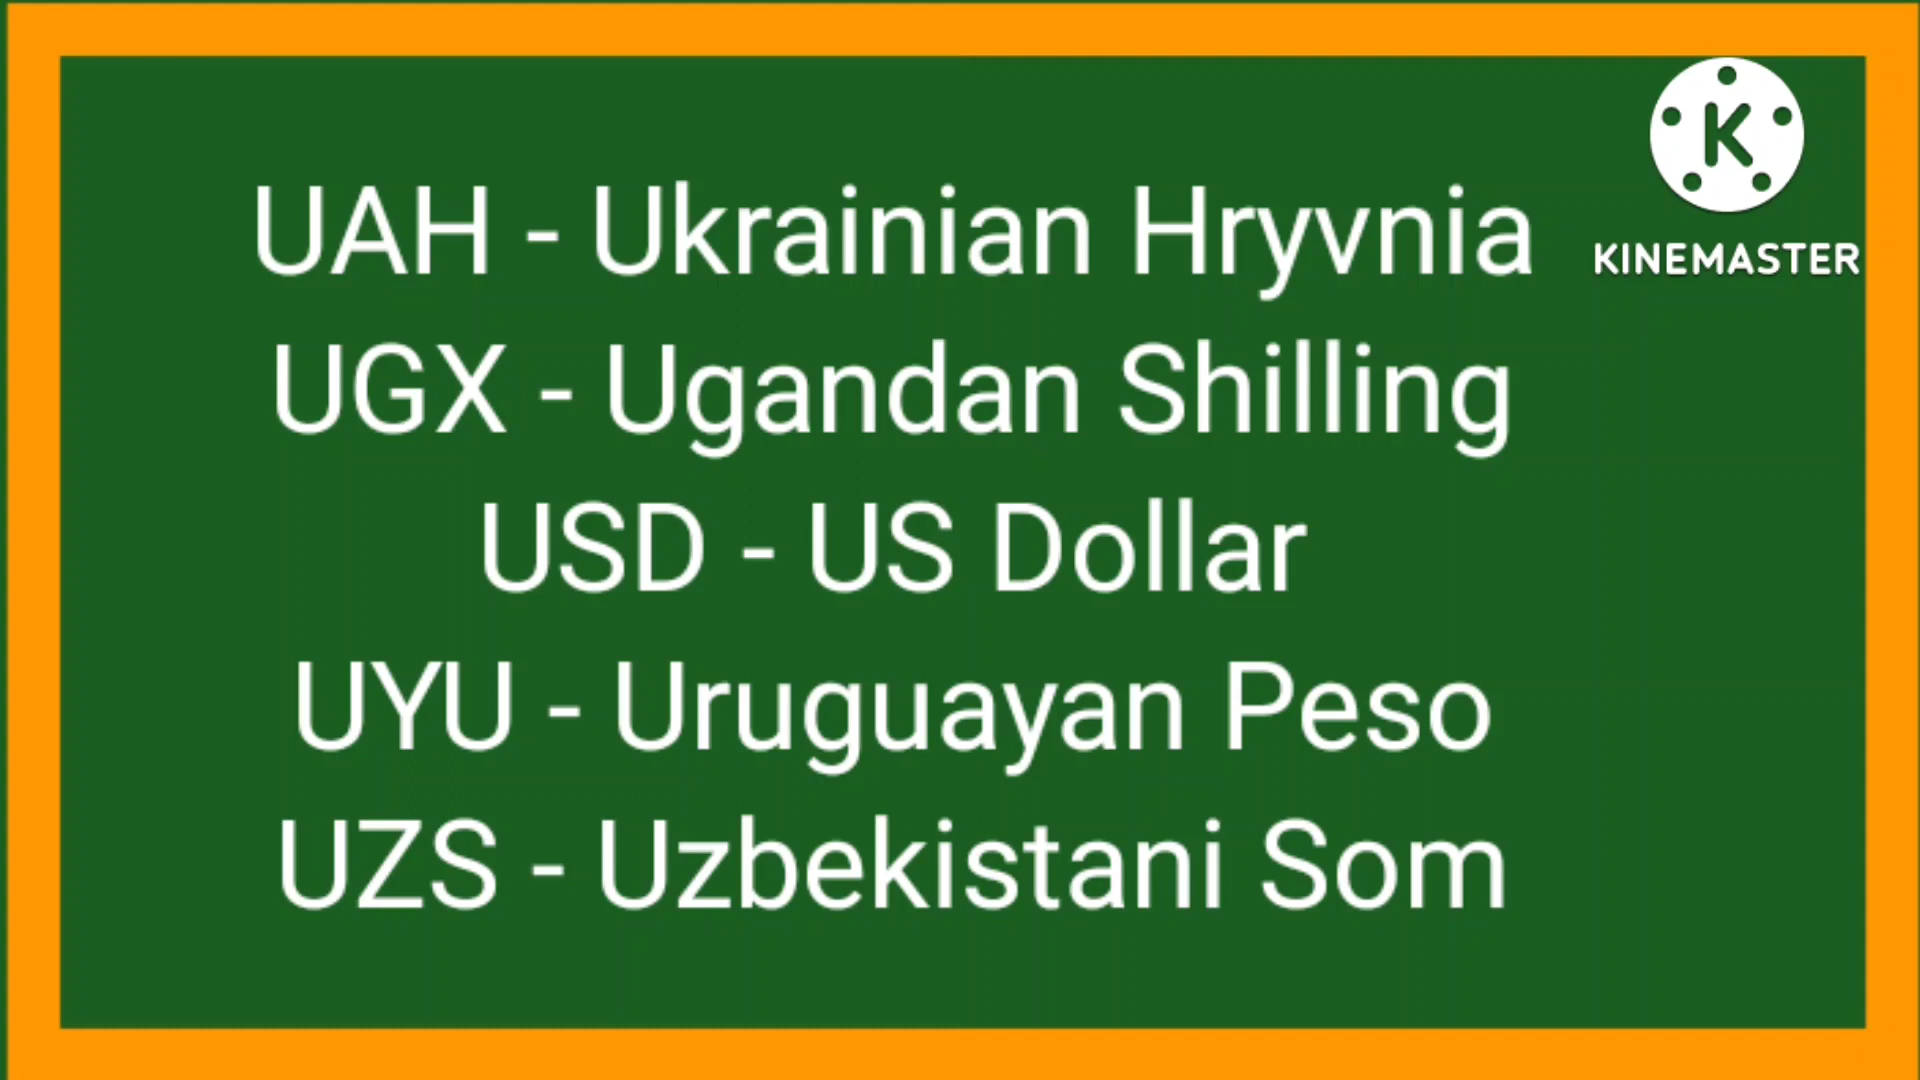 UAH - Ukrainian Hryvnia
UGX - Ugandan Shilling
USD - US Dollar
UYU - Uruguayan Peso
UZS - Uzbekistani Som
K
KINEMASTER